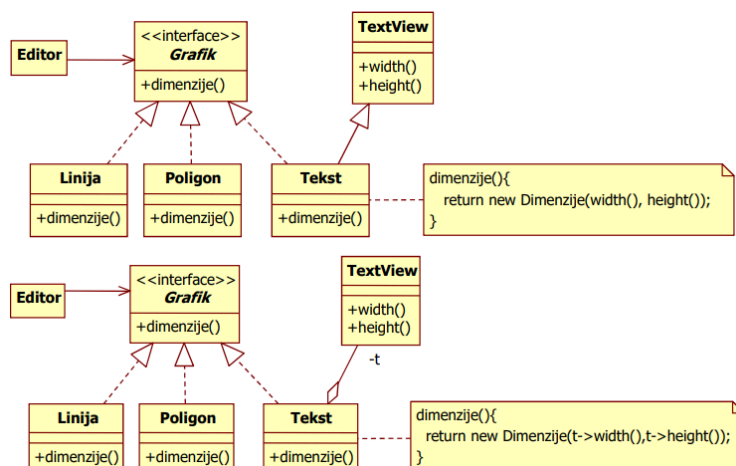 TextView
+width()
+height()
Editor
<<interface>>
Grafik
+dimenzije()
Linija
+dimenzije()
Poligon
+dimenzije()
Tekst
+dimenzije()
dimenzije(){
return new Dimenzije(width(), height());
}
TextView
+width()
+height()
-t
Editor
<<interface>>
Grafik
+dimenzije()
Linija
+dimenzije()
Poligon
+dimenzije()
Tekst
+dimenzije()
dimenzije(){
return new Dimenzije(t->width(),t->height());
}